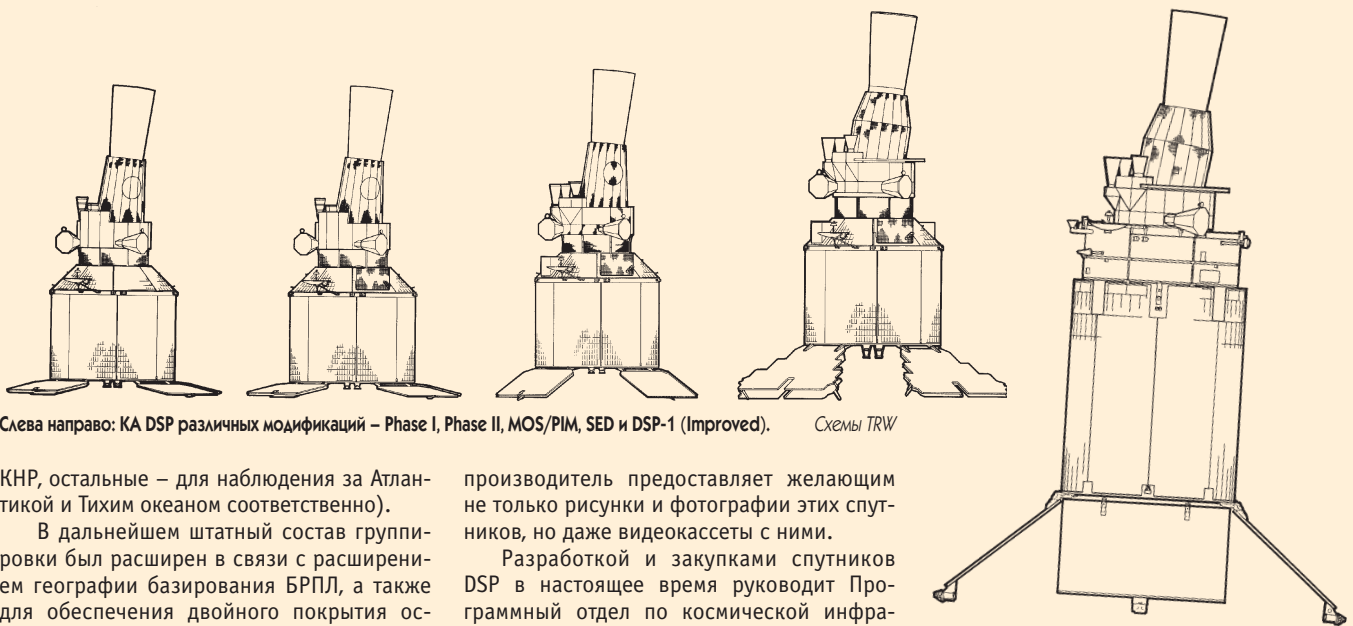 Слева направо: КА DSP различных модификаций – Phase I, Phase II, MOS/PIM, SED и DSP-1 (Improved). Схемы TRW
КНР, остальные – для наблюдения за Атлан-
тикой и Тихим океаном соответственно).
В дальнейшем штатный состав группи-
ровки был расширен в связи с расширени-
ем географии базирования БРПЛ, а также
для обеспечения двойного покрытия ос-
производитель предоставляет желающим
не только рисунки и фотографии этих спут-
ников, но даже видеокассеты с ними.
Разработкой и закупками спутников
DSP в настоящее время руководит Про-
граммный отдел по космической инфра-